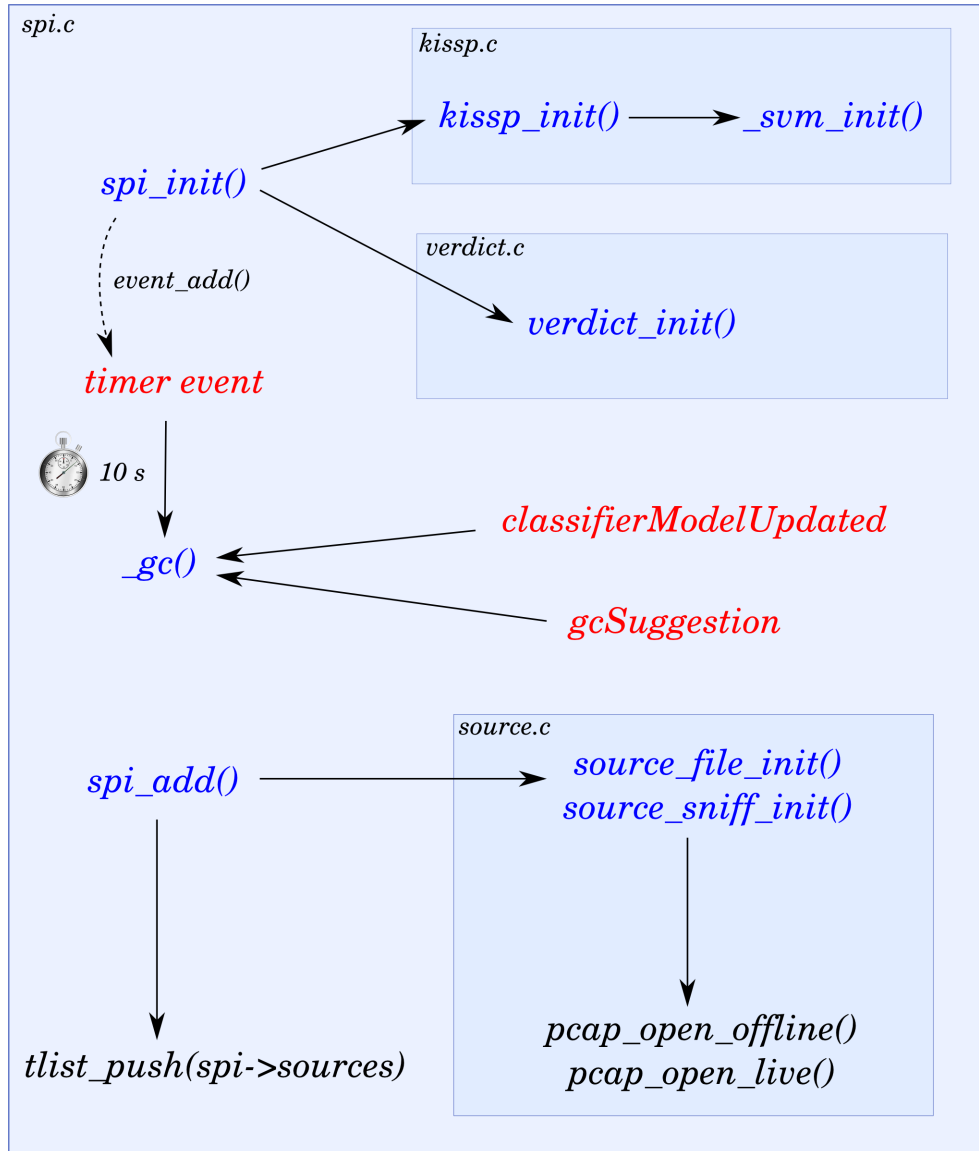 spi.c
kissp.c
kissp_init()
_svm_init()
spi_init()
verdict.c
event_add()
verdict_init()
timer event
10 s
classifierModelUpdated
_gc()
gcSuggestion
source.c
spi_add()
source_file_init()
source_sniff_init()
tlist_push(spi->sources)
pcap_open_offline()
pcap_open_live()